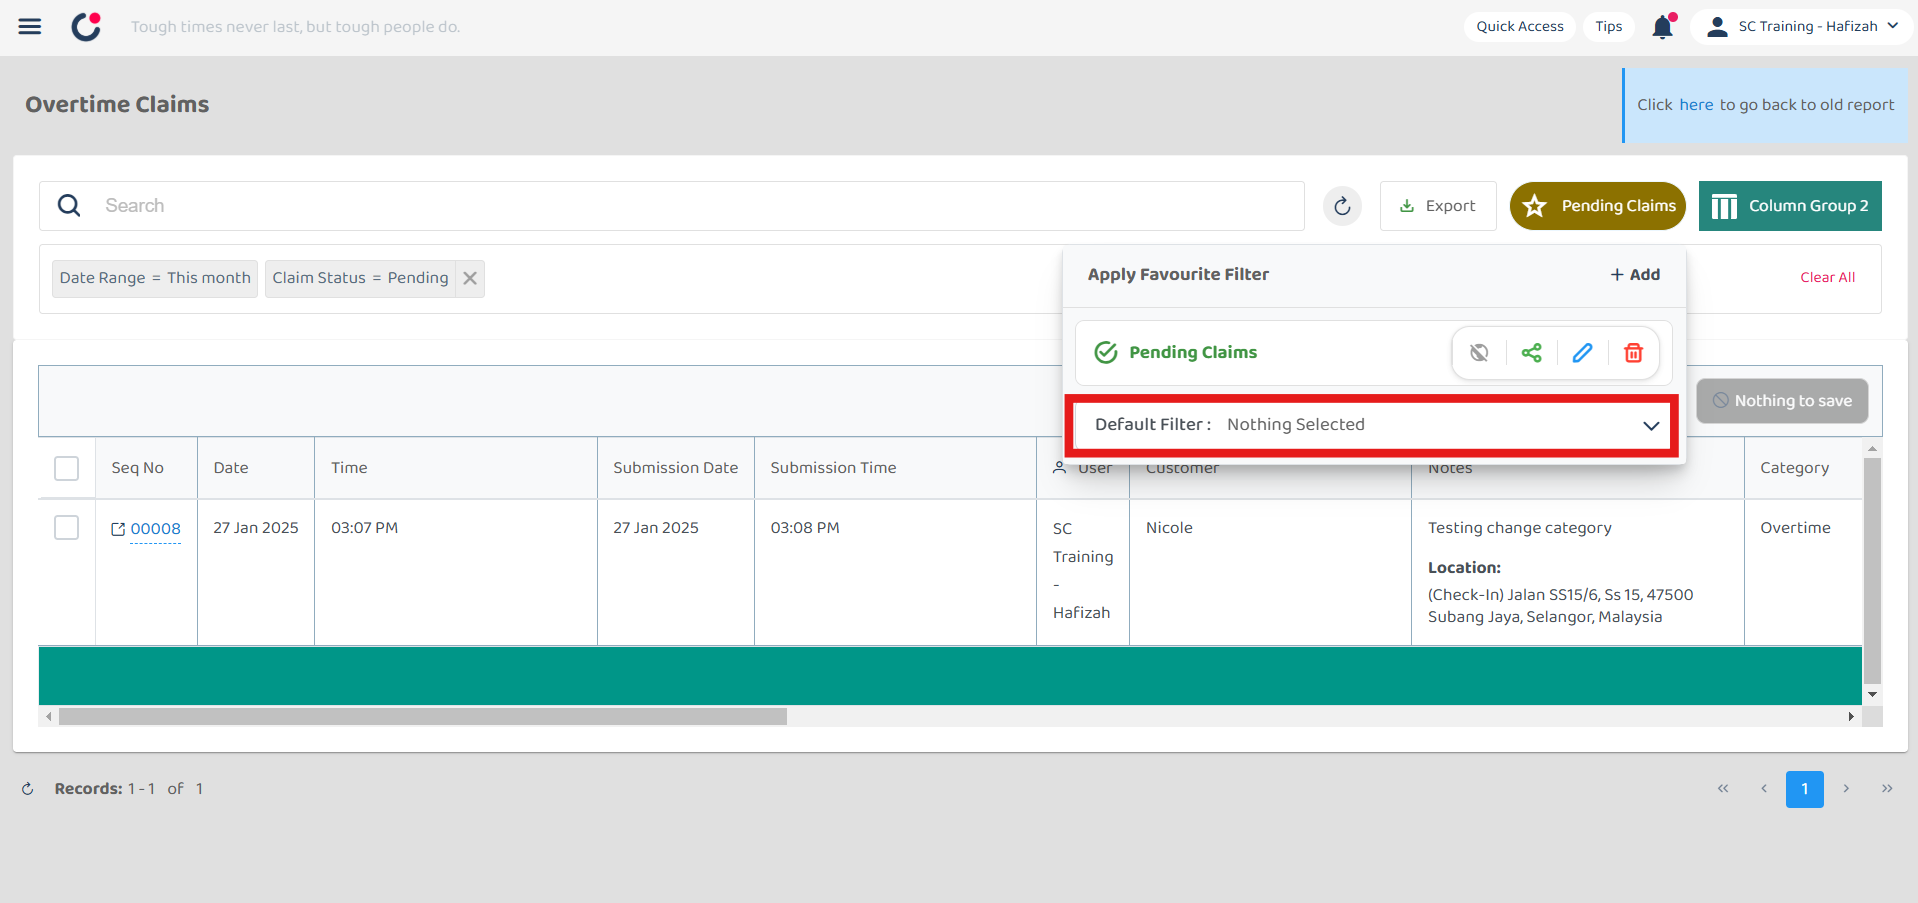 Tough times never last, but tough people do.
Quick Access
Tips
SC Training - Hafizah
Overtime Claims
Click here to go back to old report
Search
Export
Pending Claims
Column Group 2
Date Range = This month
Claim Status = Pending
Clear All
Apply Favourite Filter
+ Add
Pending Claims
Default Filter : Nothing Selected
Nothing to save
Seq No
Date
Time
Submission Date
Submission Time
User
Customer
Notes
Category
00008
27 Jan 2025
03:07 PM
27 Jan 2025
03:08 PM
SC
Training
-
Hafizah
Nicole
Testing change category
Location:
(Check-In) Jalan SS15/6, Ss 15, 47500
Subang Jaya, Selangor, Malaysia
Overtime
Records: 1 - 1 of 1
« ‹ 1 › »